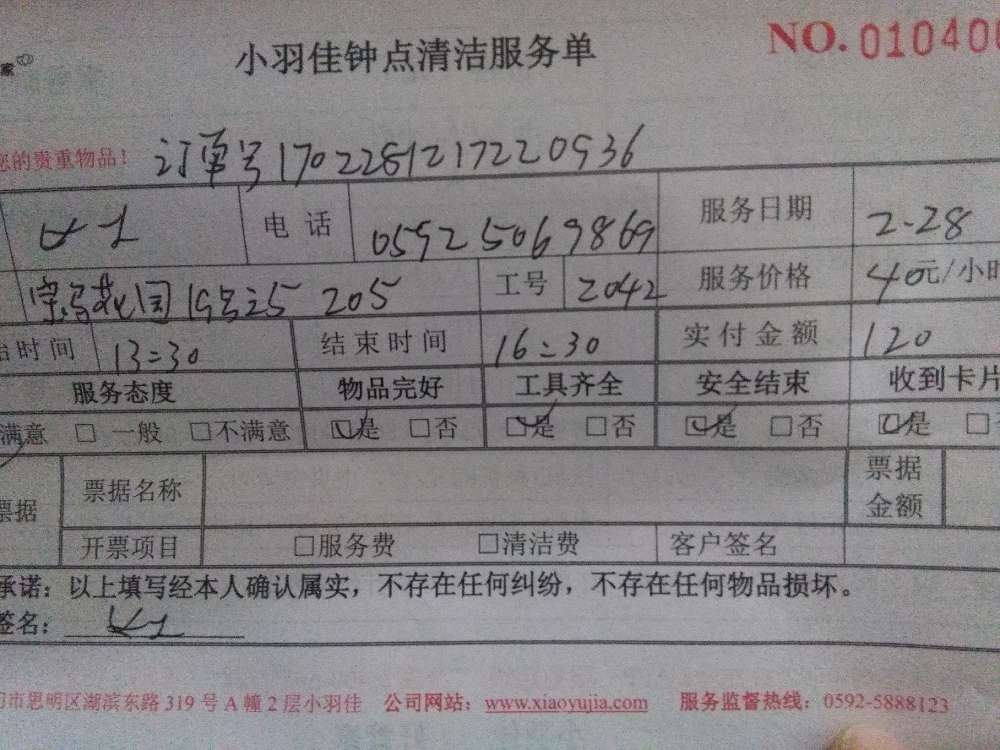 家
小羽佳钟点清洁服务单
NO. 010400
您的贵重物品！ 订单号170228121722 0936
电话 0592 5069869 服务日期 2-28
宝马花园19号之5 205 工号 2042 服务价格 40元/小时
始时间 13:30 结束时间 16:30 实付金额 120
服务态度 物品完好 工具齐全 安全结束 收到卡片
满意 □ 一般 □不满意 ☑是 □否 ☑是 □否 ☑是 □否 ☑是 □
票据 票据名称 票据金额
开票项目 □服务费 □清洁费 客户签名
承诺：以上填写经本人确认属实，不存在任何纠纷，不存在任何物品损坏。
签名：
门市思明区湖滨东路 319 号 A 幢 2 层小羽佳 公司网站：www.xiaoyujia.com 服务监督热线：0592-5888123